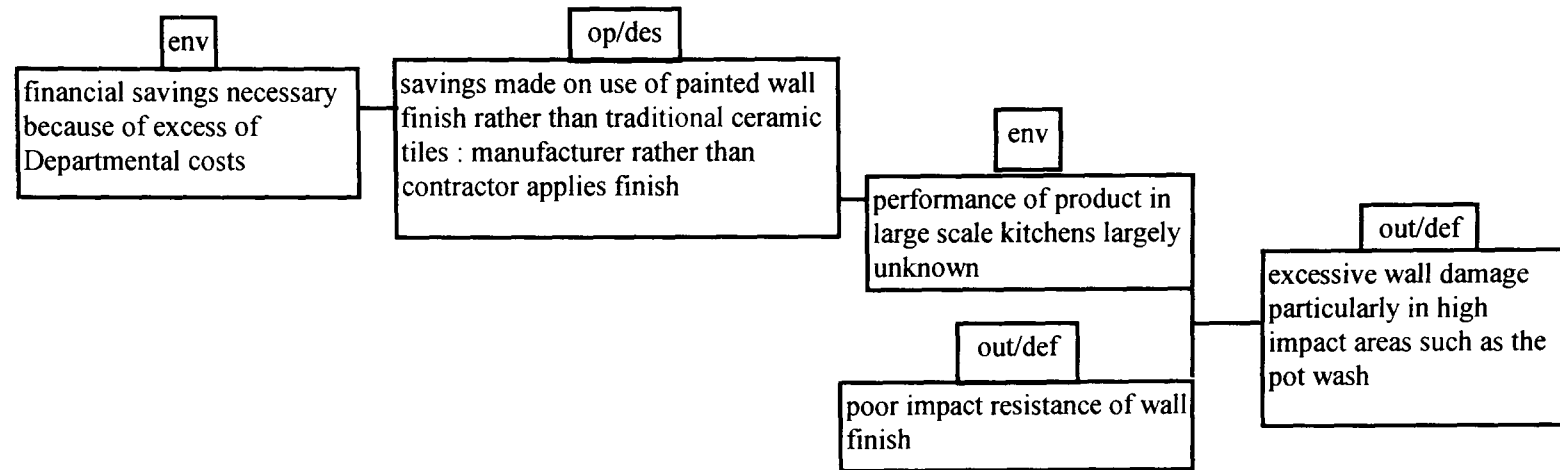 env
financial savings necessary
because of excess of
Departmental costs
op/des
savings made on use of painted wall
finish rather than traditional ceramic
tiles : manufacturer rather than
contractor applies finish
env
performance of product in
large scale kitchens largely
unknown
out/def
poor impact resistance of wall
finish
out/def
excessive wall damage
particularly in high
impact areas such as the
pot wash